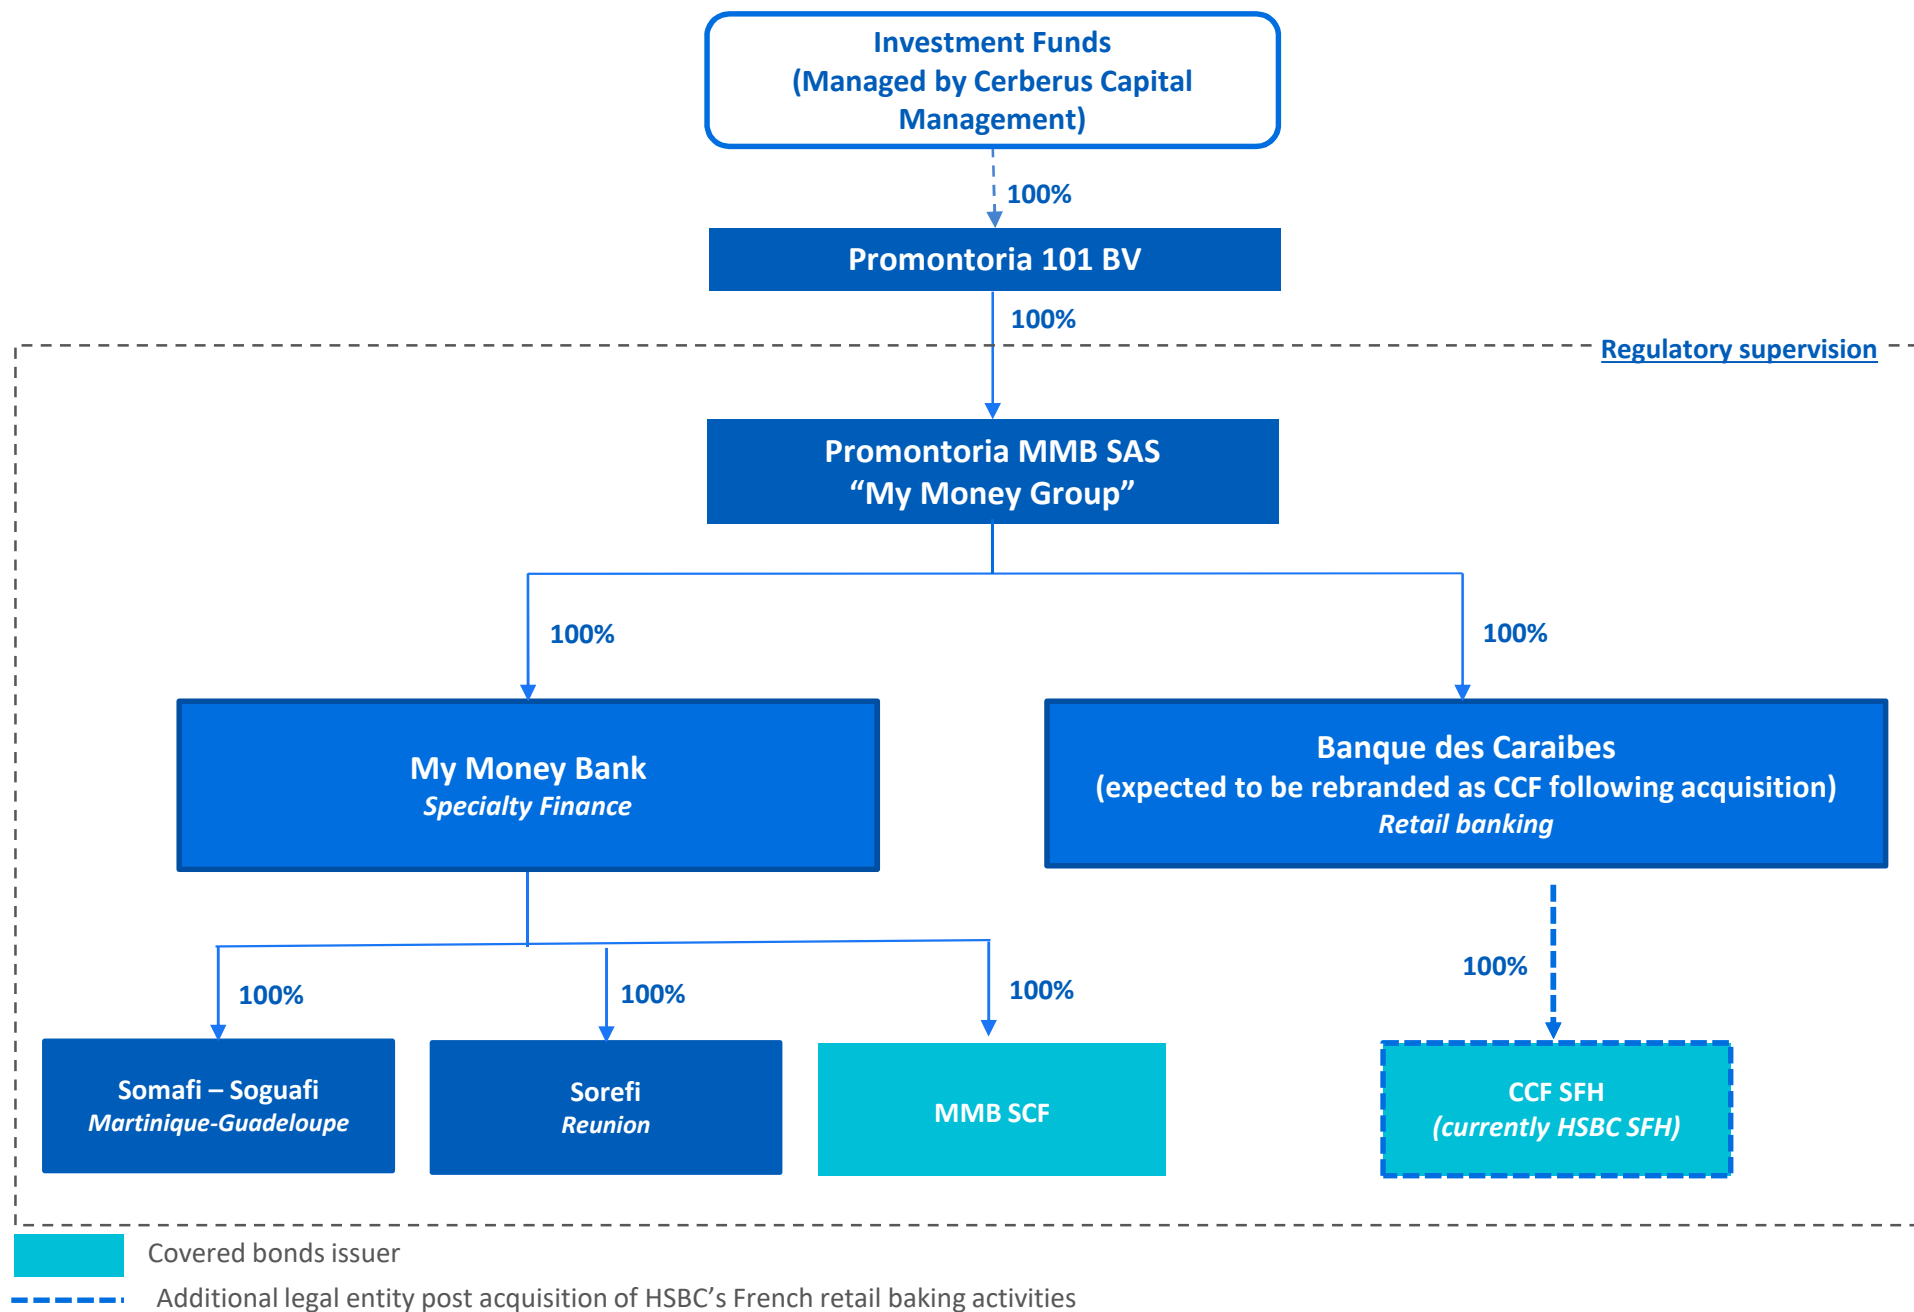 Investment Funds
(Managed by Cerberus Capital
Management)
100%
Promontoria 101 BV
100%
Regulatory supervision
Promontoria MMB SAS
“My Money Group”
100%
100%
My Money Bank
Specialty Finance
Banque des Caraibes
(expected to be rebranded as CCF following acquisition)
Retail banking
100%
100%
100%
100%
Somafi – Soguafi
Martinique-Guadeloupe
Sorefi
Reunion
MMB SCF
CCF SFH
(currently HSBC SFH)
Covered bonds issuer
Additional legal entity post acquisition of HSBC’s French retail baking activities